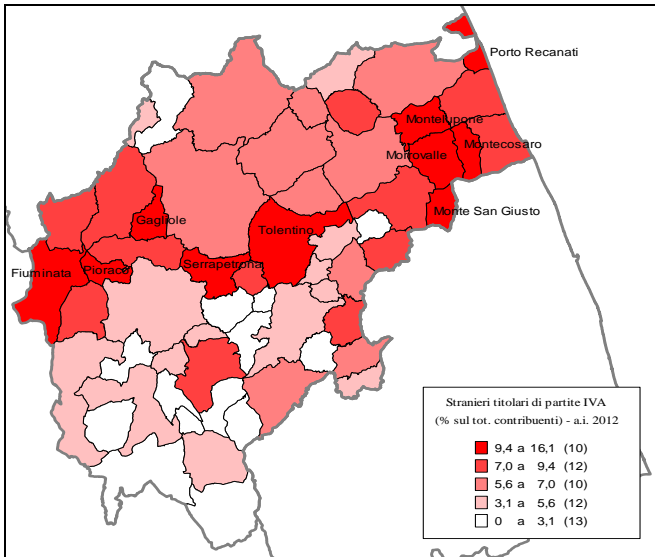 Porto Recanati
Montelupone
Montecosaro
Morrovalle
Gagliole
Monte San Giusto
Tolentino
Fiuminata
Pioraco
Serrapetrona
Stranieri titolari di partite IVA
(% sul tot. contribuenti) - a.i. 2012
9,4 a 16,1 (10)
7,0 a 9,4 (12)
5,6 a 7,0 (10)
3,1 a 5,6 (12)
0 a 3,1 (13)